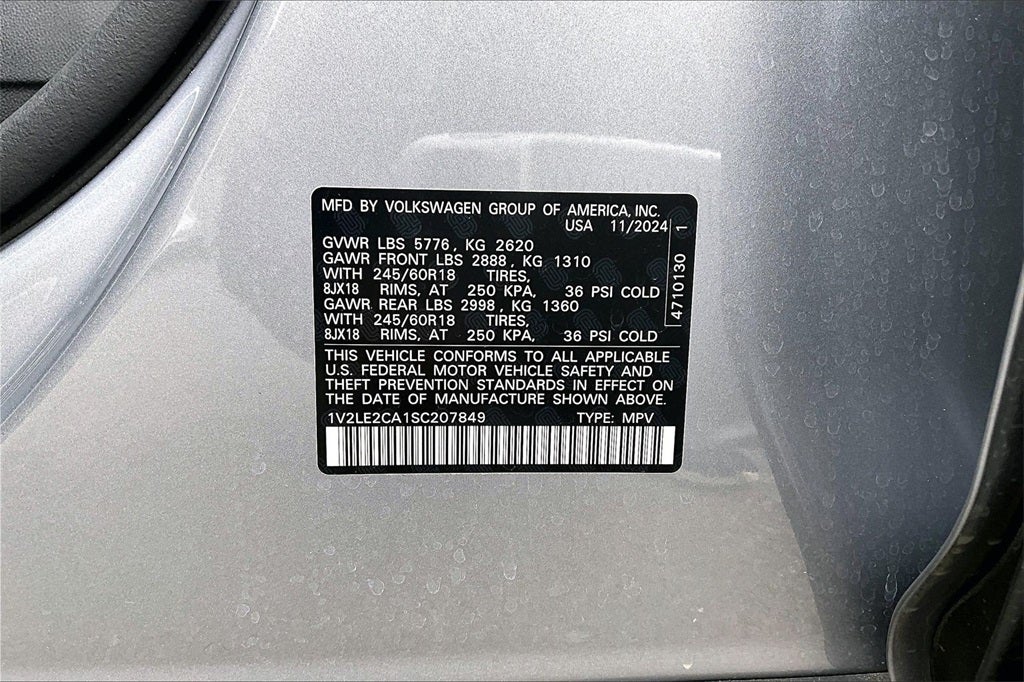 MFD BY VOLKSWAGEN GROUP OF AMERICA, INC.
USA 11/2024
GVWR LBS 5776, KG 2620
GAWR FRONT LBS 2888, KG 1310
WITH 245/60R18 TIRES,
8JX18 RIMS, AT 250 KPA, 36 PSI COLD
GAWR REAR LBS 2998, KG 1360
WITH 245/60R18 TIRES,
8JX18 RIMS, AT 250 KPA, 36 PSI COLD
4710130 1
THIS VEHICLE CONFORMS TO ALL APPLICABLE
U.S. FEDERAL MOTOR VEHICLE SAFETY AND
THEFT PREVENTION STANDARDS IN EFFECT ON
THE DATE OF MANUFACTURE SHOWN ABOVE.
1V2LE2CA1SC207849 TYPE: MPV